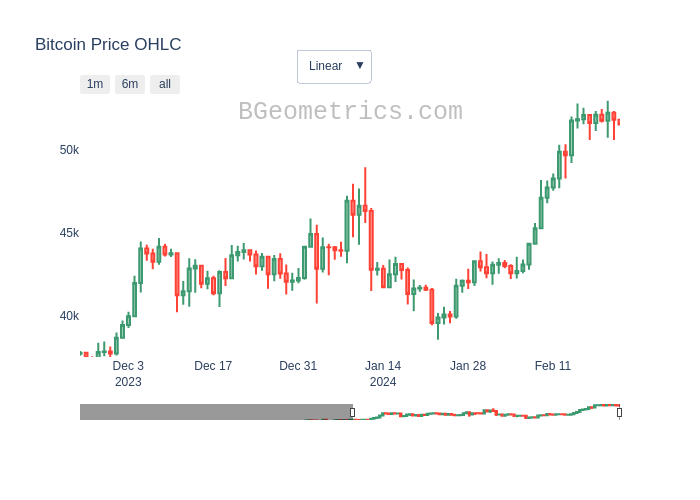 Bitcoin Price OHLC
Linear ▼
1m 6m all
BGeometrics.com
50k
45k
40k
Dec 3 Dec 17 Dec 31 Jan 14 Jan 28 Feb 11
2023 2024